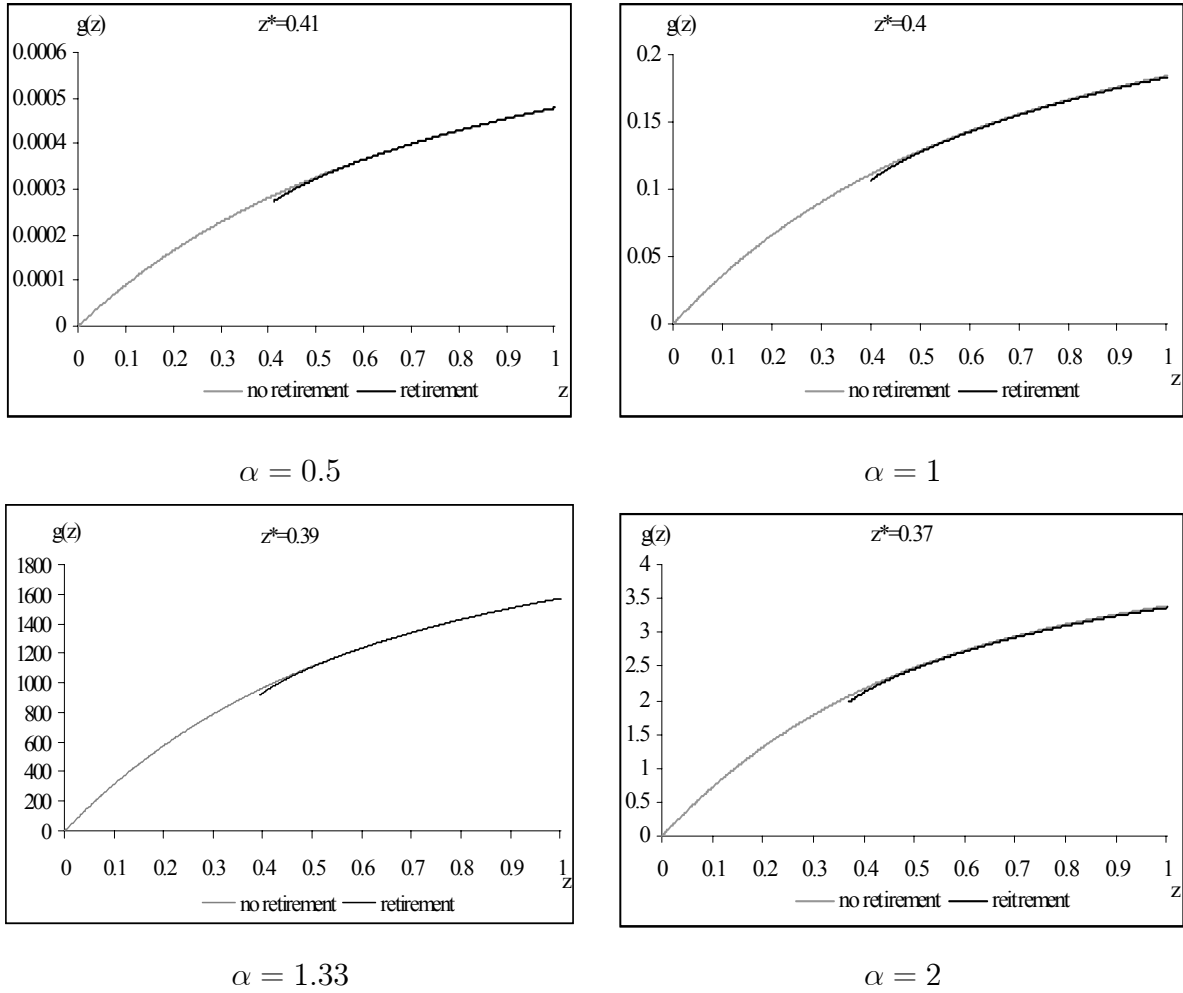 g(z) z*=0.41
0.0006
0.0005
0.0004
0.0003
0.0002
0.0001
0
0 0.1 0.2 0.3 0.4 0.5 0.6 0.7 0.8 0.9 1
z
no retirement retirement
α = 0.5
g(z) z*=0.4
0.2
0.15
0.1
0.05
0
0 0.1 0.2 0.3 0.4 0.5 0.6 0.7 0.8 0.9 1
z
no retirement retirement
α = 1
g(z) z*=0.39
1800
1600
1400
1200
1000
800
600
400
200
0
0 0.1 0.2 0.3 0.4 0.5 0.6 0.7 0.8 0.9 1
z
no retirement retirement
α = 1.33
g(z) z*=0.37
4
3.5
3
2.5
2
1.5
1
0.5
0
0 0.1 0.2 0.3 0.4 0.5 0.6 0.7 0.8 0.9 1
z
no retirement reitrement
α = 2